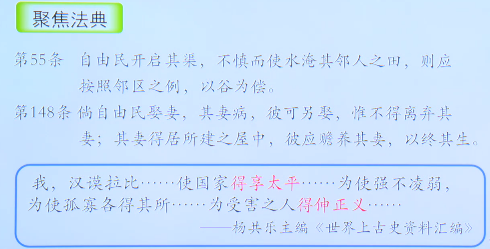 聚焦法典
第55条 自由民开启其渠，不慎而使水淹其邻人之田，则应
按照邻区之例，以谷为偿。
第148条 倘自由民娶妻，其妻病，彼可另娶，惟不得离弃其
妻；其妻得居所建之屋中，彼应赡养其妻，以终其生。
我，汉谟拉比……使国家得享太平……为使强不凌弱，
为使孤寡各得其所……为受害之人得伸正义……
——杨共乐主编《世界上古史资料汇编》